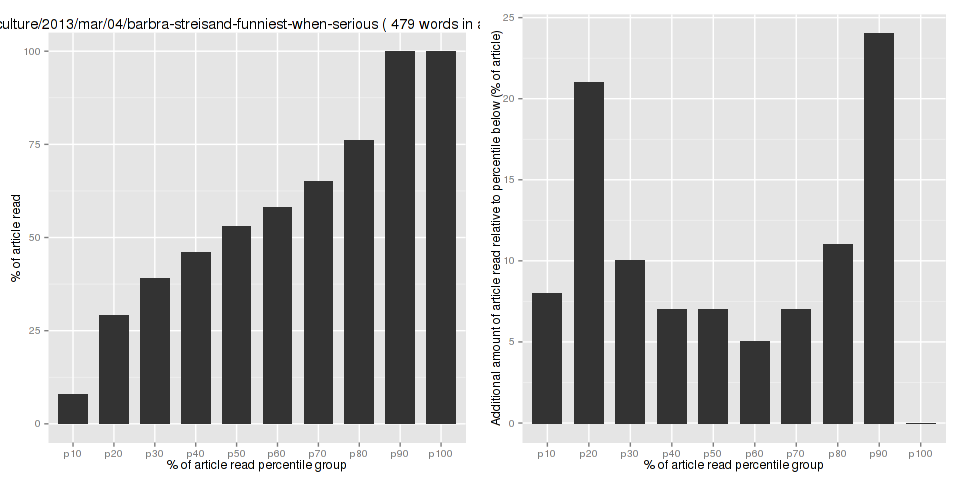 culture/2013/mar/04/barbra-streisand-funniest-when-serious ( 479 words in
% of article read
100
75
50
25
0
p10 p20 p30 p40 p50 p60 p70 p80 p90 p100
% of article read percentile group
Additional amount of article read relative to percentile below (% of article)
25
20
15
10
5
0
p10 p20 p30 p40 p50 p60 p70 p80 p90 p100
% of article read percentile group